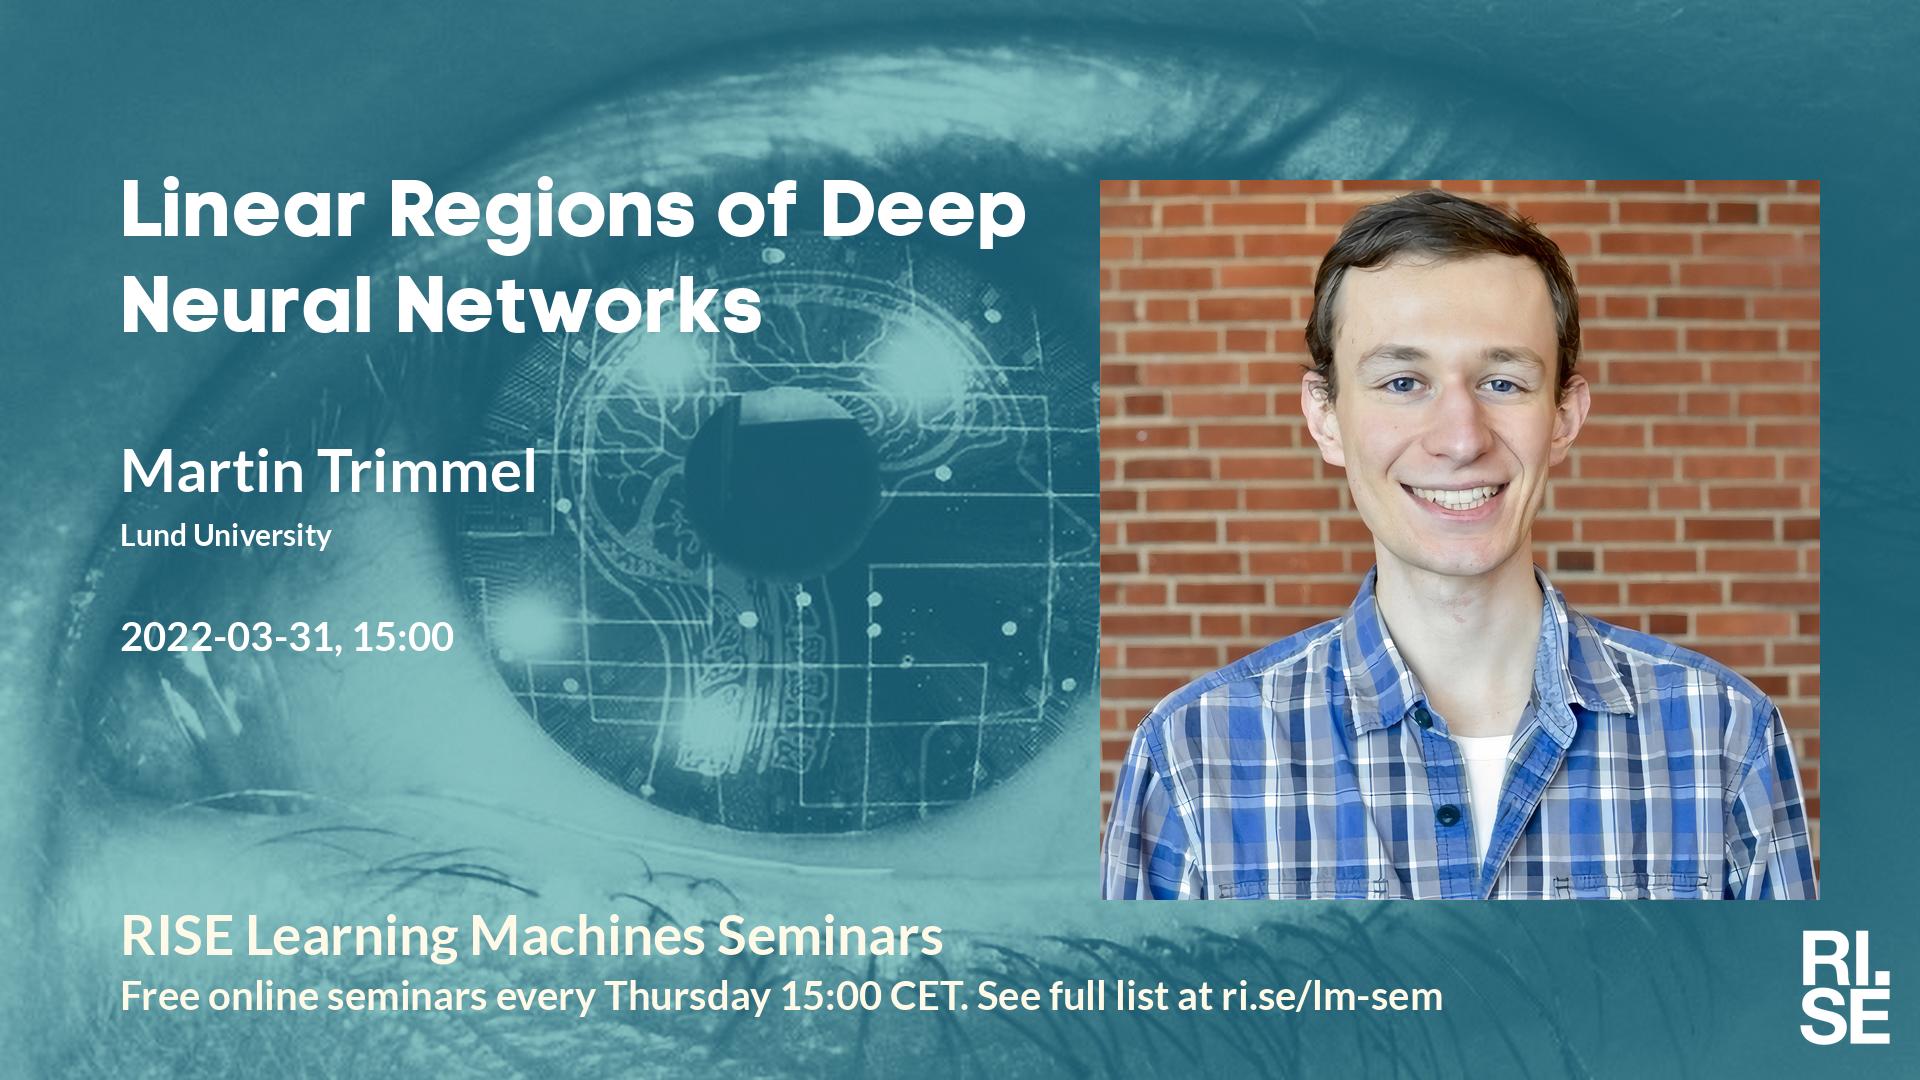 Linear Regions of Deep
Neural Networks
Martin Trimmel
Lund University
2022-03-31, 15:00
RISE Learning Machines Seminars
Free online seminars every Thursday 15:00 CET. See full list at ri.se/lm-sem
RI.
SE